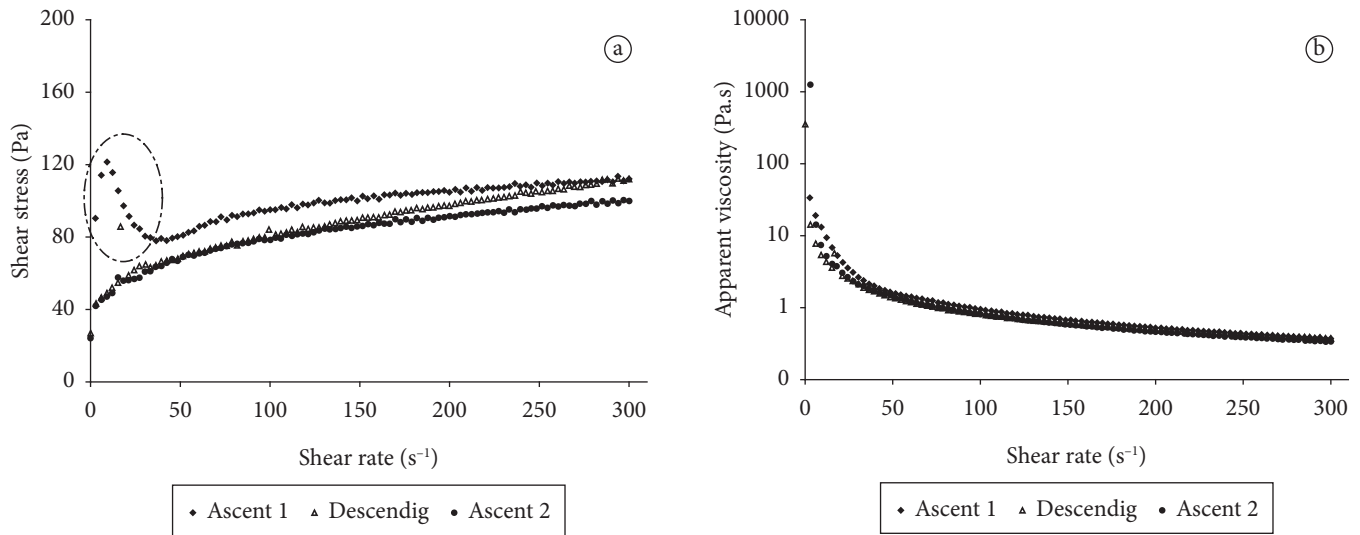 200
160
120
80
40
0
Shear stress (Pa)
a
0 50 100 150 200 250 300
Shear rate (s⁻¹)
Ascent 1 Descendig Ascent 2
10000
1000
100
10
1
0
Apparent viscosity (Pa.s)
b
0 50 100 150 200 250 300
Shear rate (s⁻¹)
Ascent 1 Descendig Ascent 2